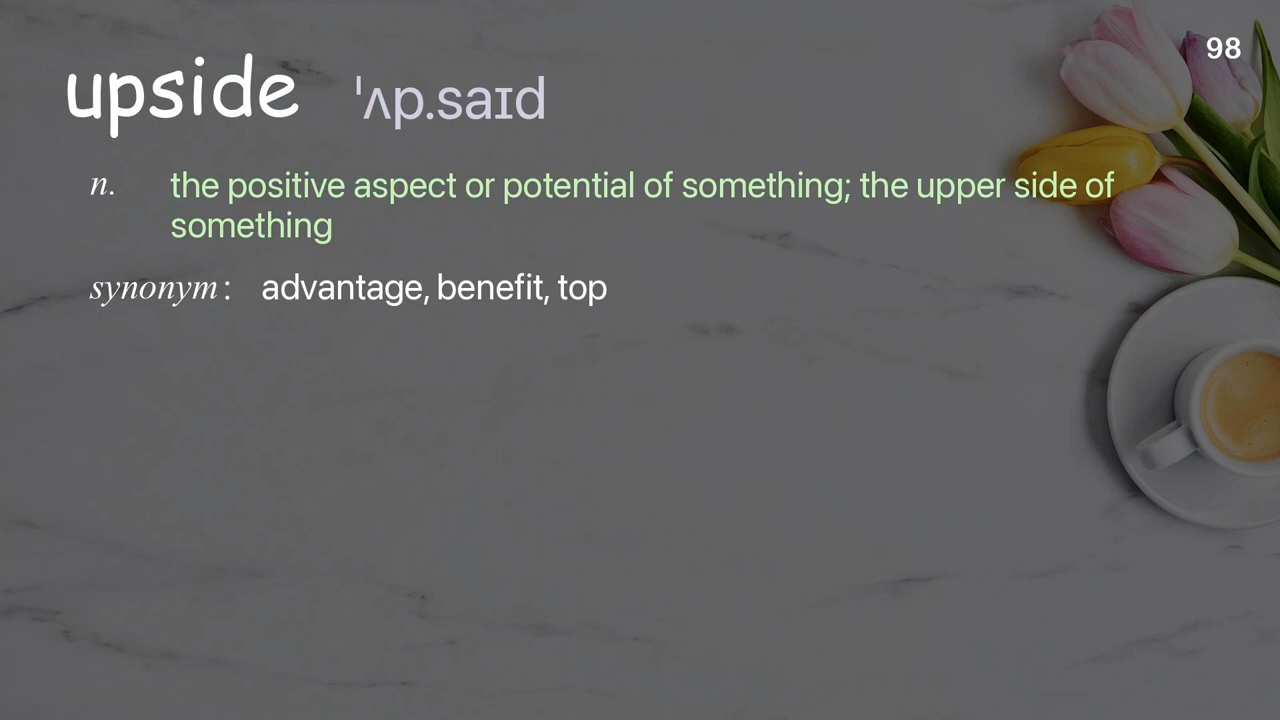 98
upside ˈʌp.saɪd
n. the positive aspect or potential of something; the upper side of
something
synonym: advantage, benefit, top